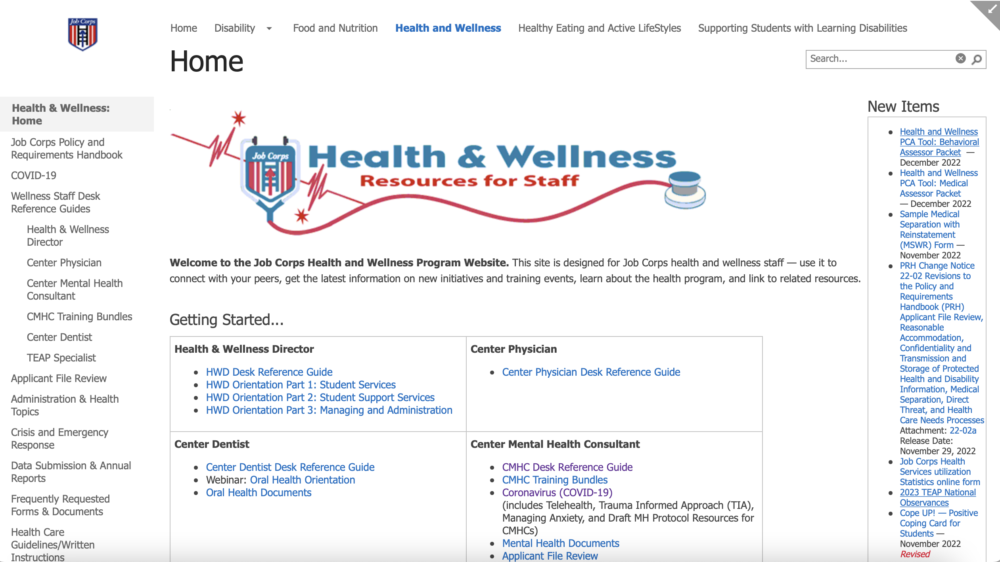 Job Corps
Home
Disability
Food and Nutrition
Health and Wellness
Healthy Eating and Active LifeStyles
Supporting Students with Learning Disabilities
Home
Search...
Health & Wellness:
Home
Job Corps Policy and
Requirements Handbook
COVID-19
Wellness Staff Desk
Reference Guides
Health & Wellness
Director
Center Physician
Center Mental Health
Consultant
CMHC Training Bundles
Center Dentist
TEAP Specialist
Applicant File Review
Administration & Health
Topics
Crisis and Emergency
Response
Data Submission & Annual
Reports
Frequently Requested
Forms & Documents
Health Care
Guidelines/Written
Instructions
Job Corps
Health & Wellness
Resources for Staff
Welcome to the Job Corps Health and Wellness Program Website. This site is designed for Job Corps health and wellness staff — use it to
connect with your peers, get the latest information on new initiatives and training events, learn about the health program, and link to related resources.
Getting Started...
Health & Wellness Director
HWD Desk Reference Guide
HWD Orientation Part 1: Student Services
HWD Orientation Part 2: Student Support Services
HWD Orientation Part 3: Managing and Administration
Center Physician
Center Physician Desk Reference Guide
Center Dentist
Center Dentist Desk Reference Guide
Webinar: Oral Health Orientation
Oral Health Documents
Center Mental Health Consultant
CMHC Desk Reference Guide
CMHC Training Bundles
Coronavirus (COVID-19)
(includes Telehealth, Trauma Informed Approach (TIA),
Managing Anxiety, and Draft MH Protocol Resources for
CMHCs)
Mental Health Documents
Applicant File Review
New Items
Health and Wellness
PCA Tool: Behavioral
Assessor Packet —
December 2022
Health and Wellness
PCA Tool: Medical
Assessor Packet
— December 2022
Sample Medical
Separation with
Reinstatement
(MSWR) Form —
November 2022
PRH Change Notice
22-02 Revisions to
the Policy and
Requirements
Handbook (PRH)
Applicant File Review,
Reasonable
Accommodation,
Confidentiality and
Transmission and
Storage of Protected
Health and Disability
Information, Medical
Separation, Direct
Threat, and Health
Care Needs Processes
Attachment: 22-02a
Release Date:
November 29, 2022
Job Corps Health
Services utilization
Statistics online form
2023 TEAP National
Observances
Cope UP! — Positive
Coping Card for
Students —
November 2022
Revised